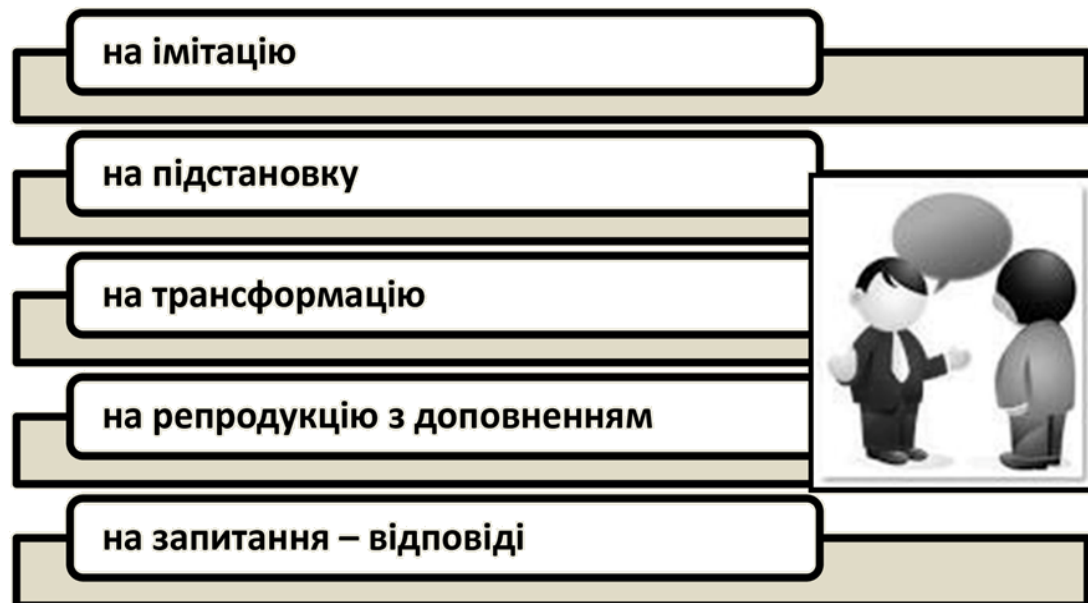 на імітацію
на підстановку
на трансформацію
на репродукцію з доповненням
на запитання – відповіді